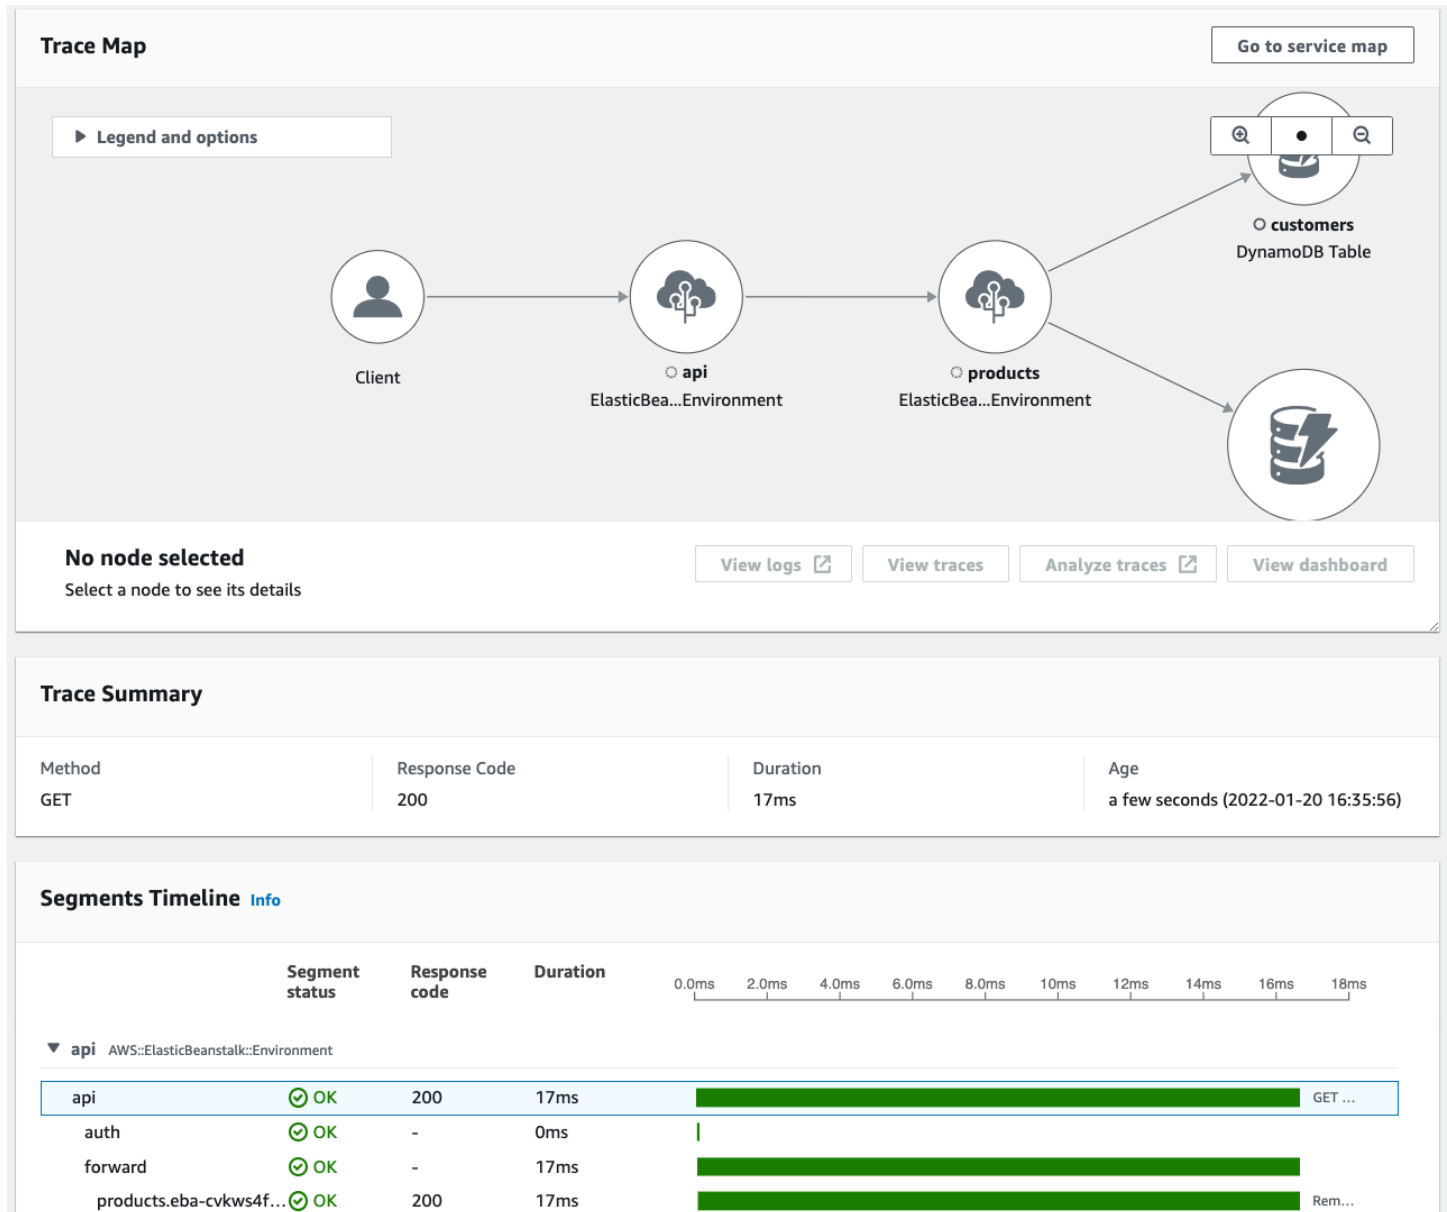 Trace Map
Go to service map
Legend and options
customers
DynamoDB Table
Client
api
ElasticBea...Environment
products
ElasticBea...Environment
No node selected
Select a node to see its details
View logs
View traces
Analyze traces
View dashboard
Trace Summary
Method
Response Code
Duration
Age
GET
200
17ms
a few seconds (2022-01-20 16:35:56)
Segments Timeline Info
Segment status
Response code
Duration
0.0ms 2.0ms 4.0ms 6.0ms 8.0ms 10ms 12ms 14ms 16ms 18ms
api AWS::ElasticBeanstalk::Environment
api OK 200 17ms GET ...
auth OK - 0ms
forward OK - 17ms
products.eba-cvkws4f... OK 200 17ms Rem...